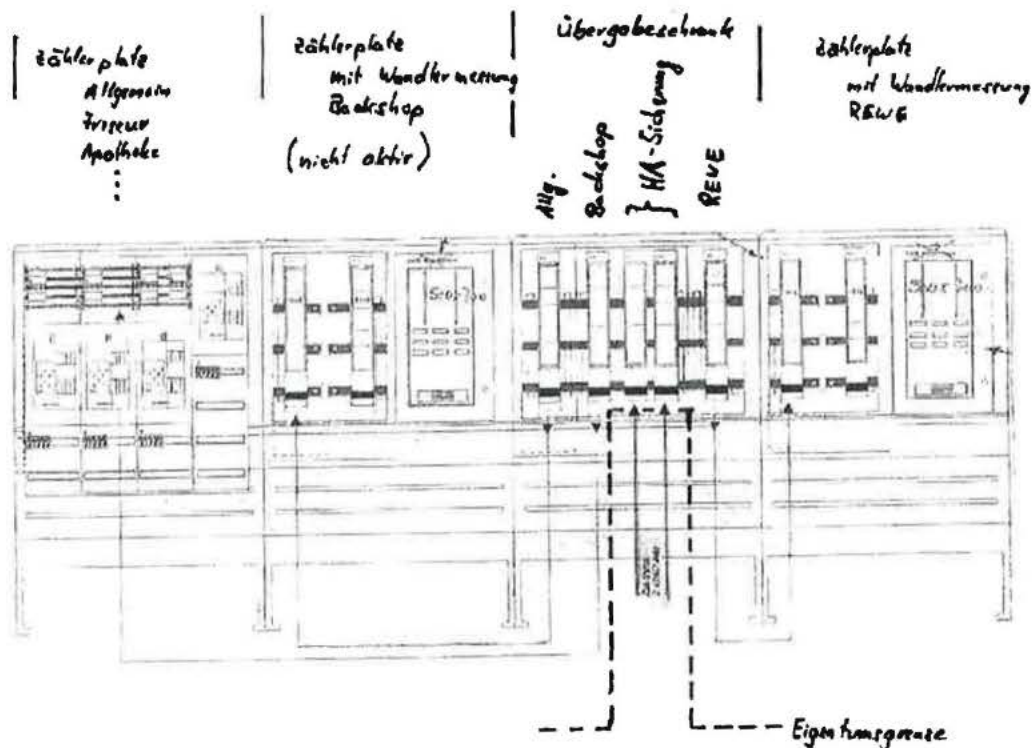 Zählerplatz
Allgemein
Friseur
Apotheke
Zählerplatz
mit Wandlermessung
Backshop
(nicht aktiv)
Übergabeschrank
Allg.
Backshop
} HA-Sicherung
REWE
Zählerplatz
mit Wandlermessung
REWE
Eigentumsgrenze